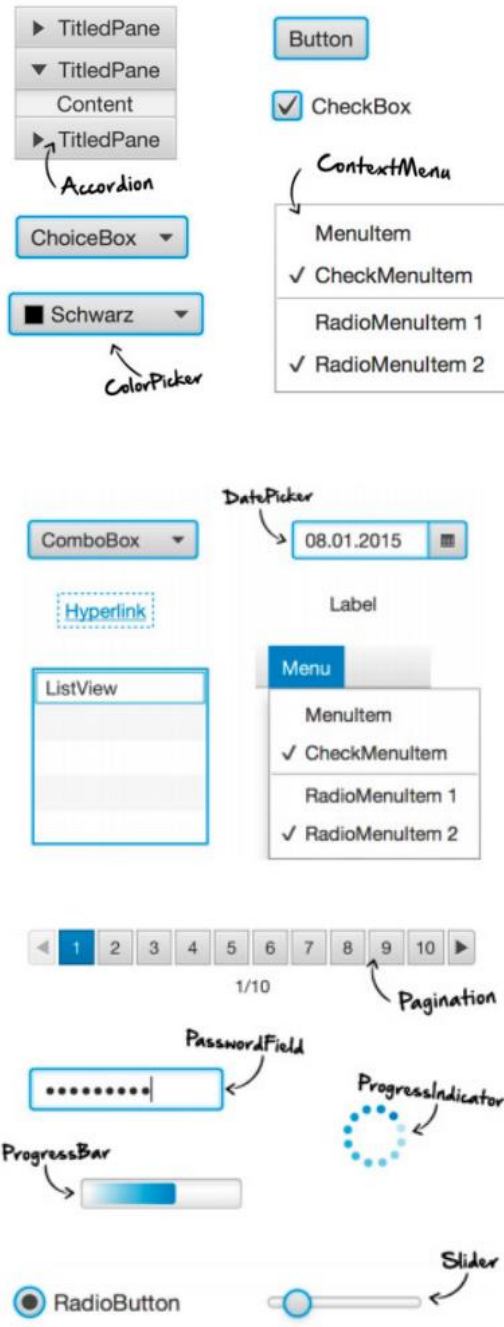 TitledPane
TitledPane
Content
TitledPane
Accordion
Button
CheckBox
ContextMenu
ChoiceBox
MenuItem
CheckMenuItem
RadioMenuItem 1
RadioMenuItem 2
Schwarz
ColorPicker
DatePicker
ComboBox
08.01.2015
Hyperlink
Label
ListView
Menu
MenuItem
CheckMenuItem
RadioMenuItem 1
RadioMenuItem 2
1 2 3 4 5 6 7 8 9 10
1/10
Pagination
PasswordField
ProgressIndicator
ProgressBar
Slider
RadioButton